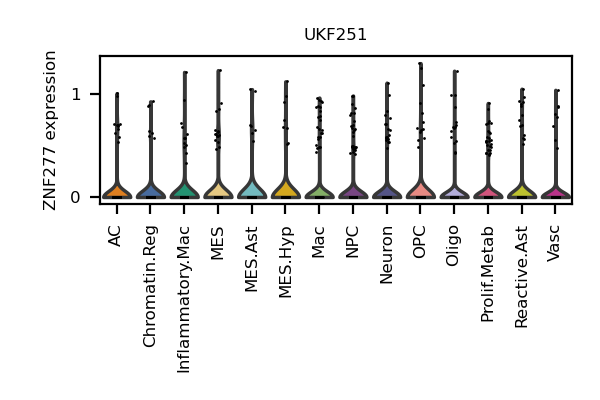 UKF251
ZNF277 expression
1
0
AC
Chromatin.Reg
Inflammatory.Mac
MES
MES.Ast
MES.Hyp
Mac
NPC
Neuron
OPC
Oligo
Prolif.Metab
Reactive.Ast
Vasc